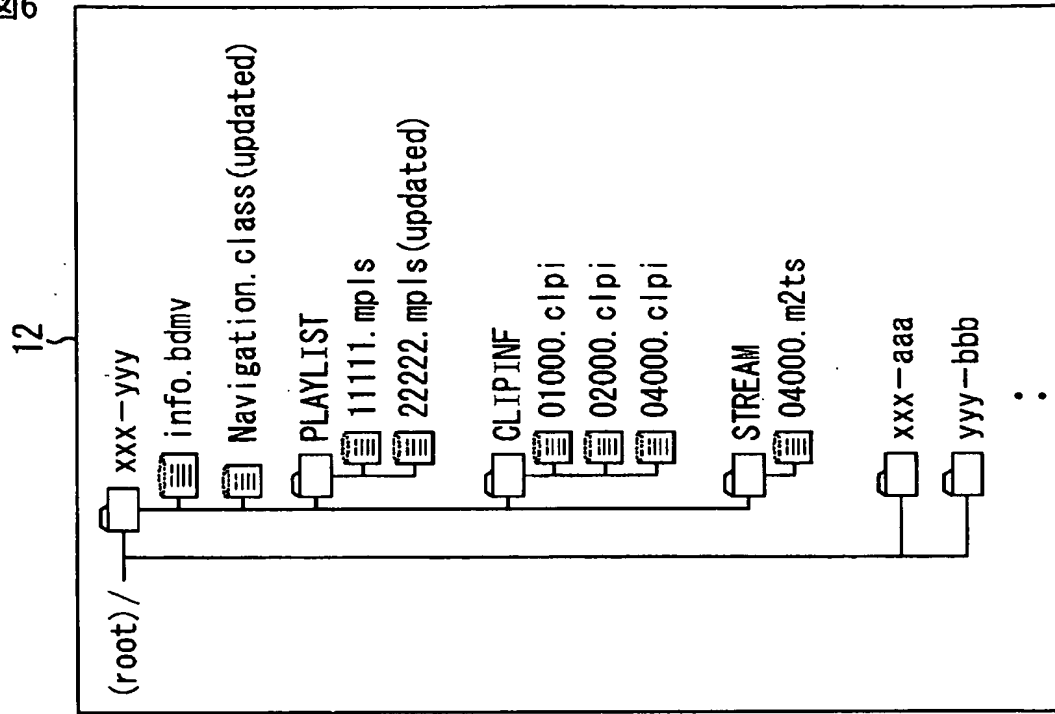 図6
12
(root)/
xxx-yyy
info.bdmv
Navigation.class(updated)
PLAYLIST
11111.mpls
22222.mpls(updated)
CLIPINF
01000.clpi
02000.clpi
04000.clpi
STREAM
04000.m2ts
xxx-aaa
yyy-bbb